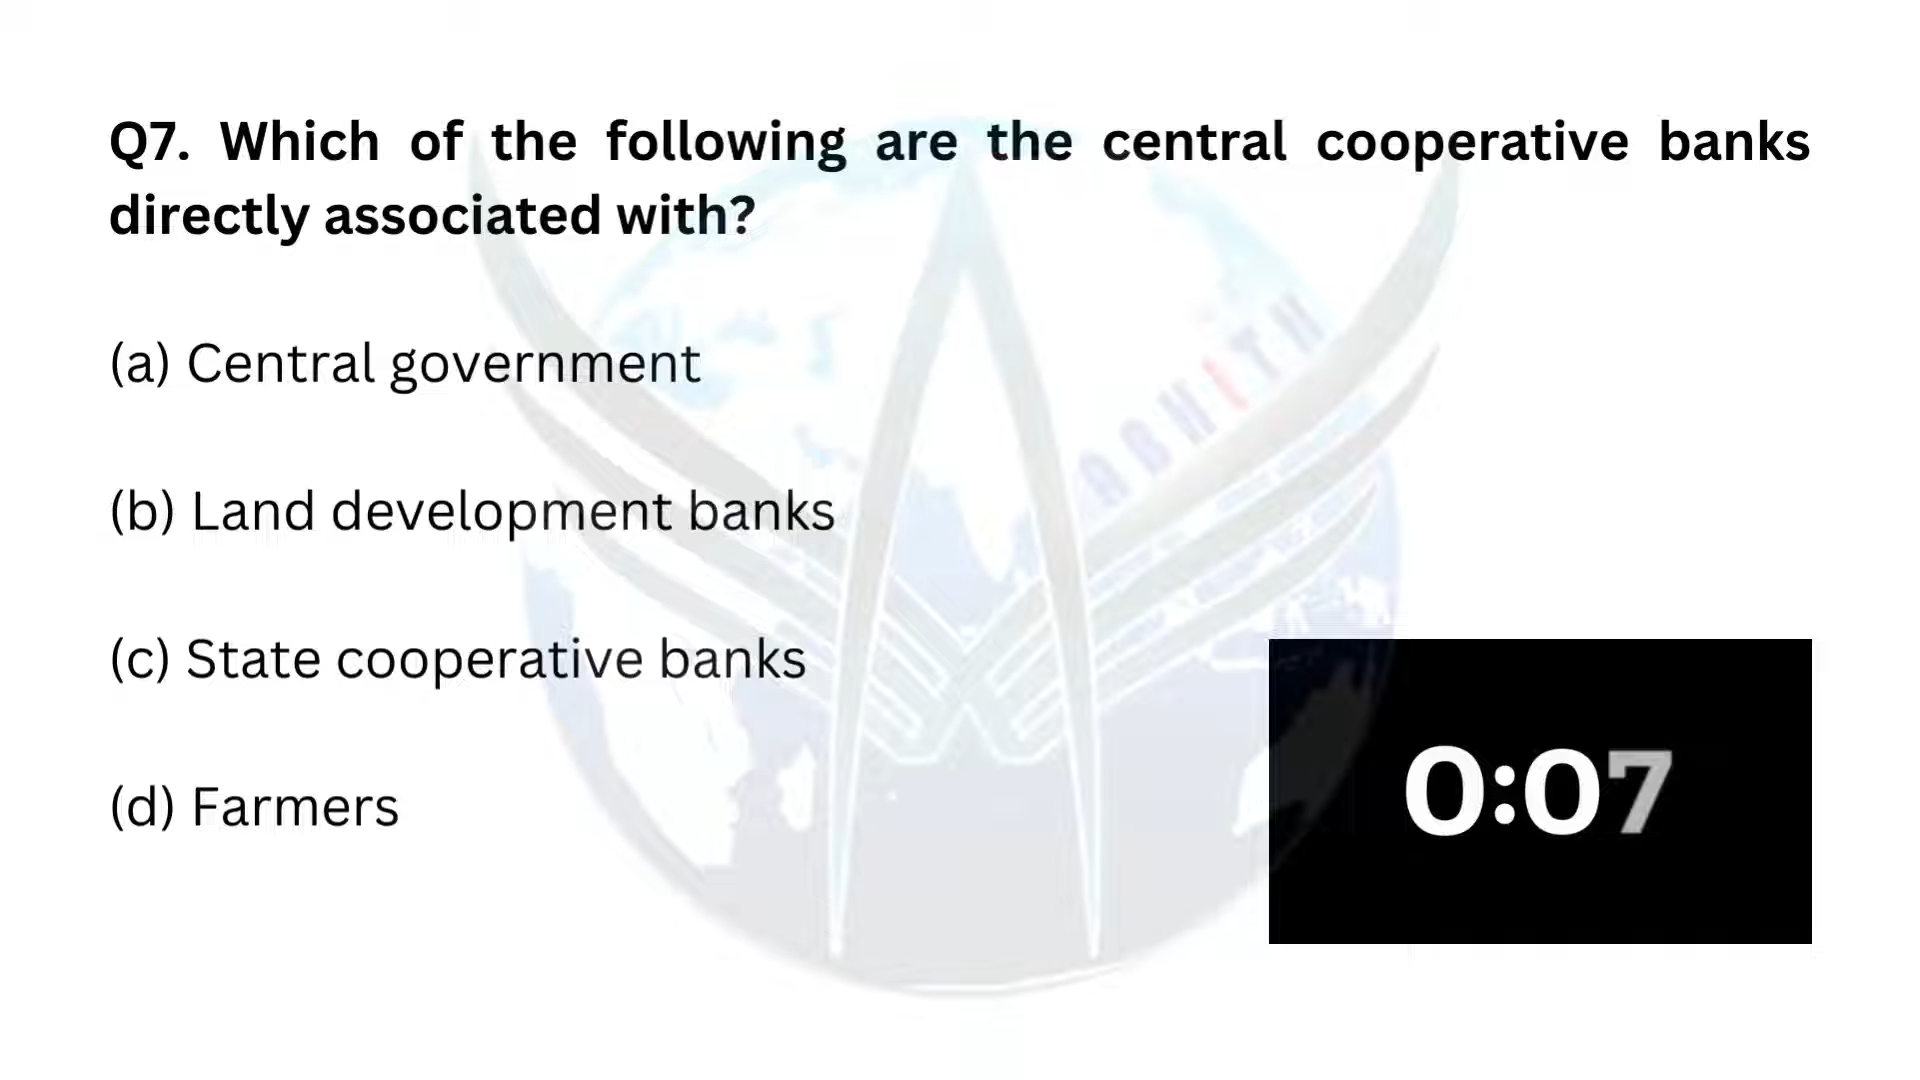 Q7. Which of the following are the central cooperative banks
directly associated with?
(a) Central government
(b) Land development banks
ABHITH
(c) State cooperative banks
(d) Farmers
0:07